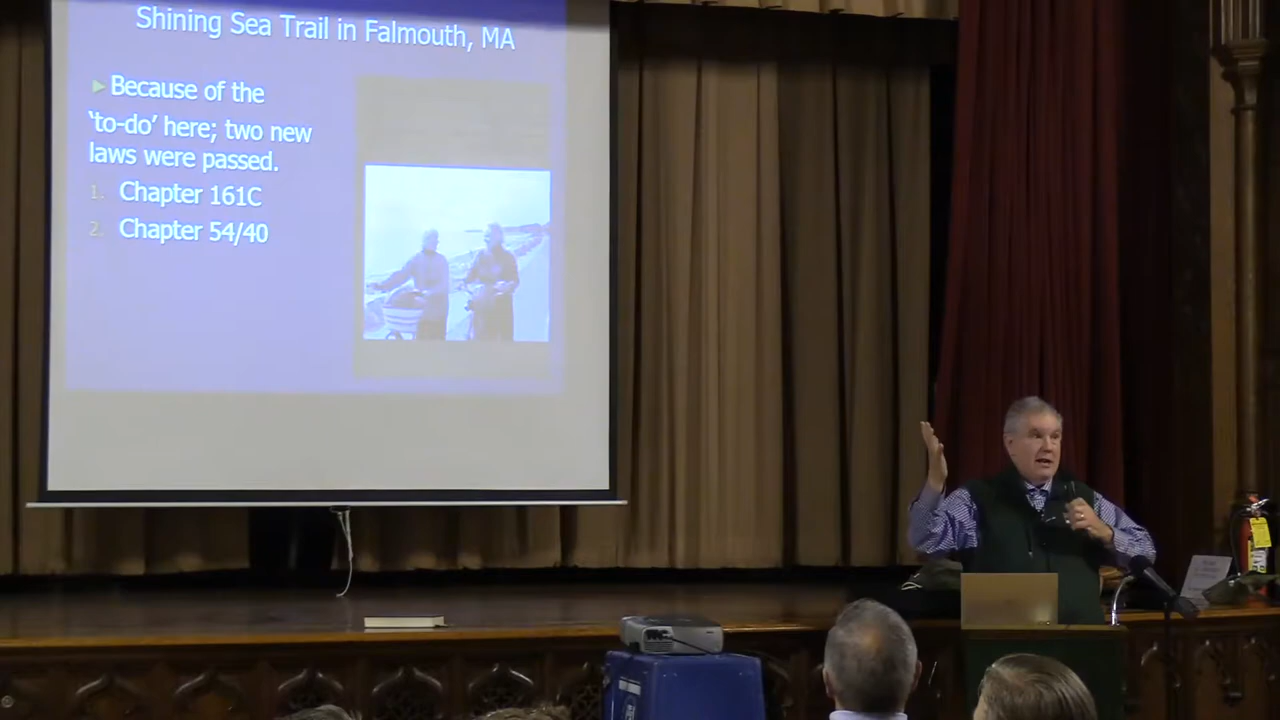 Shining Sea Trail in Falmouth, MA
►Because of the
‘to-do’ here; two new
laws were passed.
1. Chapter 161C
2. Chapter 54/40